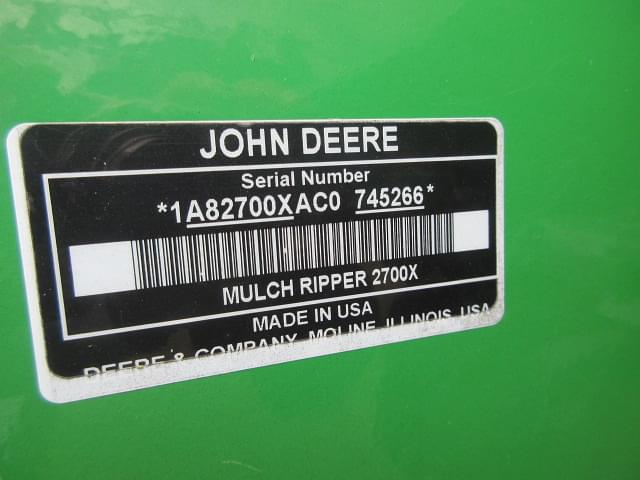 JOHN DEERE
Serial Number
*1A82700XAC0 745266*
MULCH RIPPER 2700X
MADE IN USA
DEERE & COMPANY, MOLINE, ILLINOIS, USA